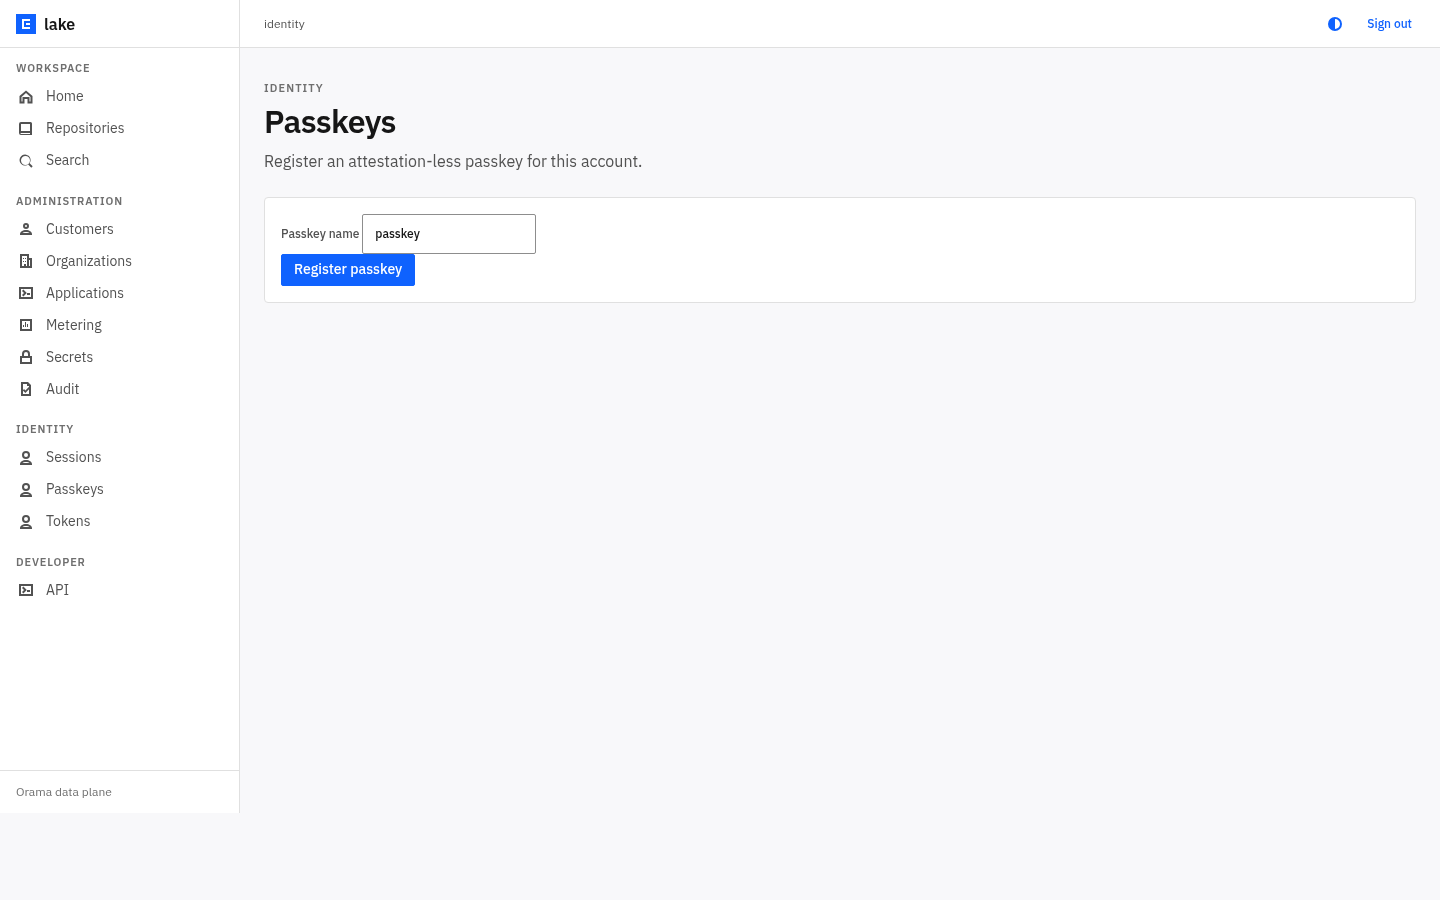 lake
identity
Sign out
WORKSPACE
Home
Repositories
Search
ADMINISTRATION
Customers
Organizations
Applications
Metering
Secrets
Audit
IDENTITY
Sessions
Passkeys
Tokens
DEVELOPER
API
Orama data plane
IDENTITY
Passkeys
Register an attestation-less passkey for this account.
Passkey name passkey
Register passkey